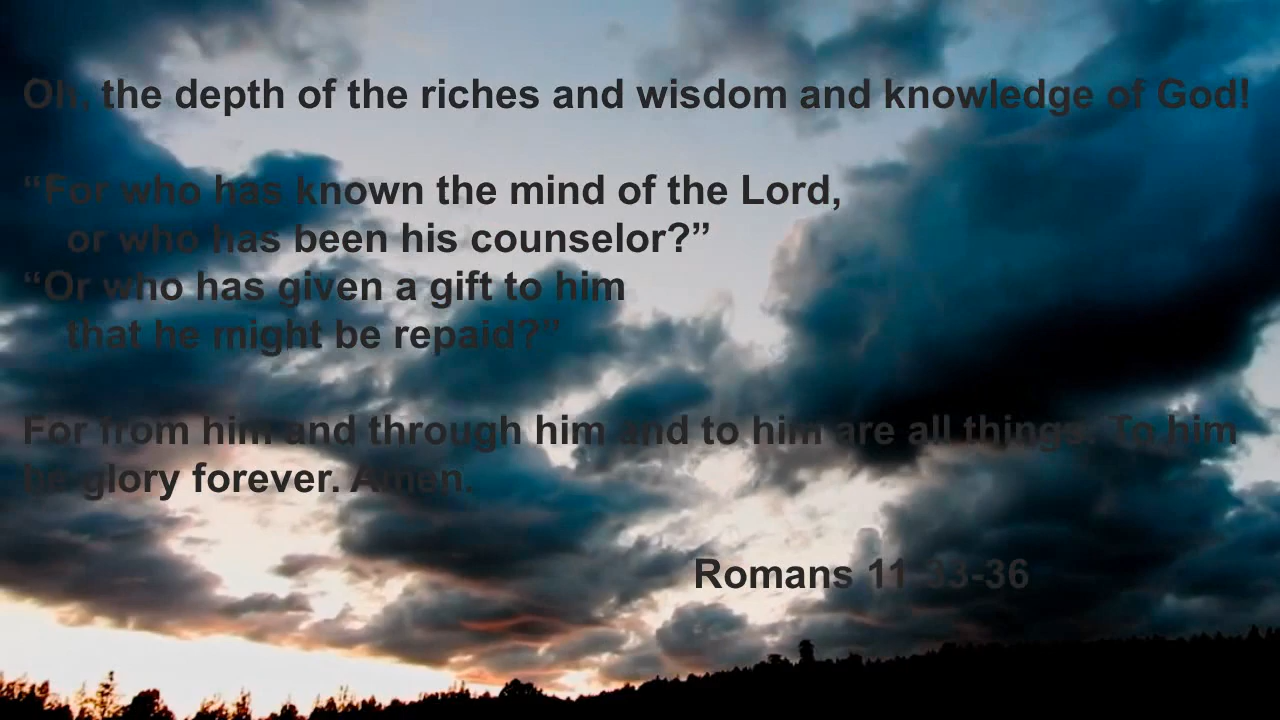 Oh, the depth of the riches and wisdom and knowledge of God!
“For who has known the mind of the Lord,
or who has been his counselor?”
“Or who has given a gift to him
that he might be repaid?”
For from him and through him and to him are all things. To him
be glory forever. Amen.
Romans 11:33-36